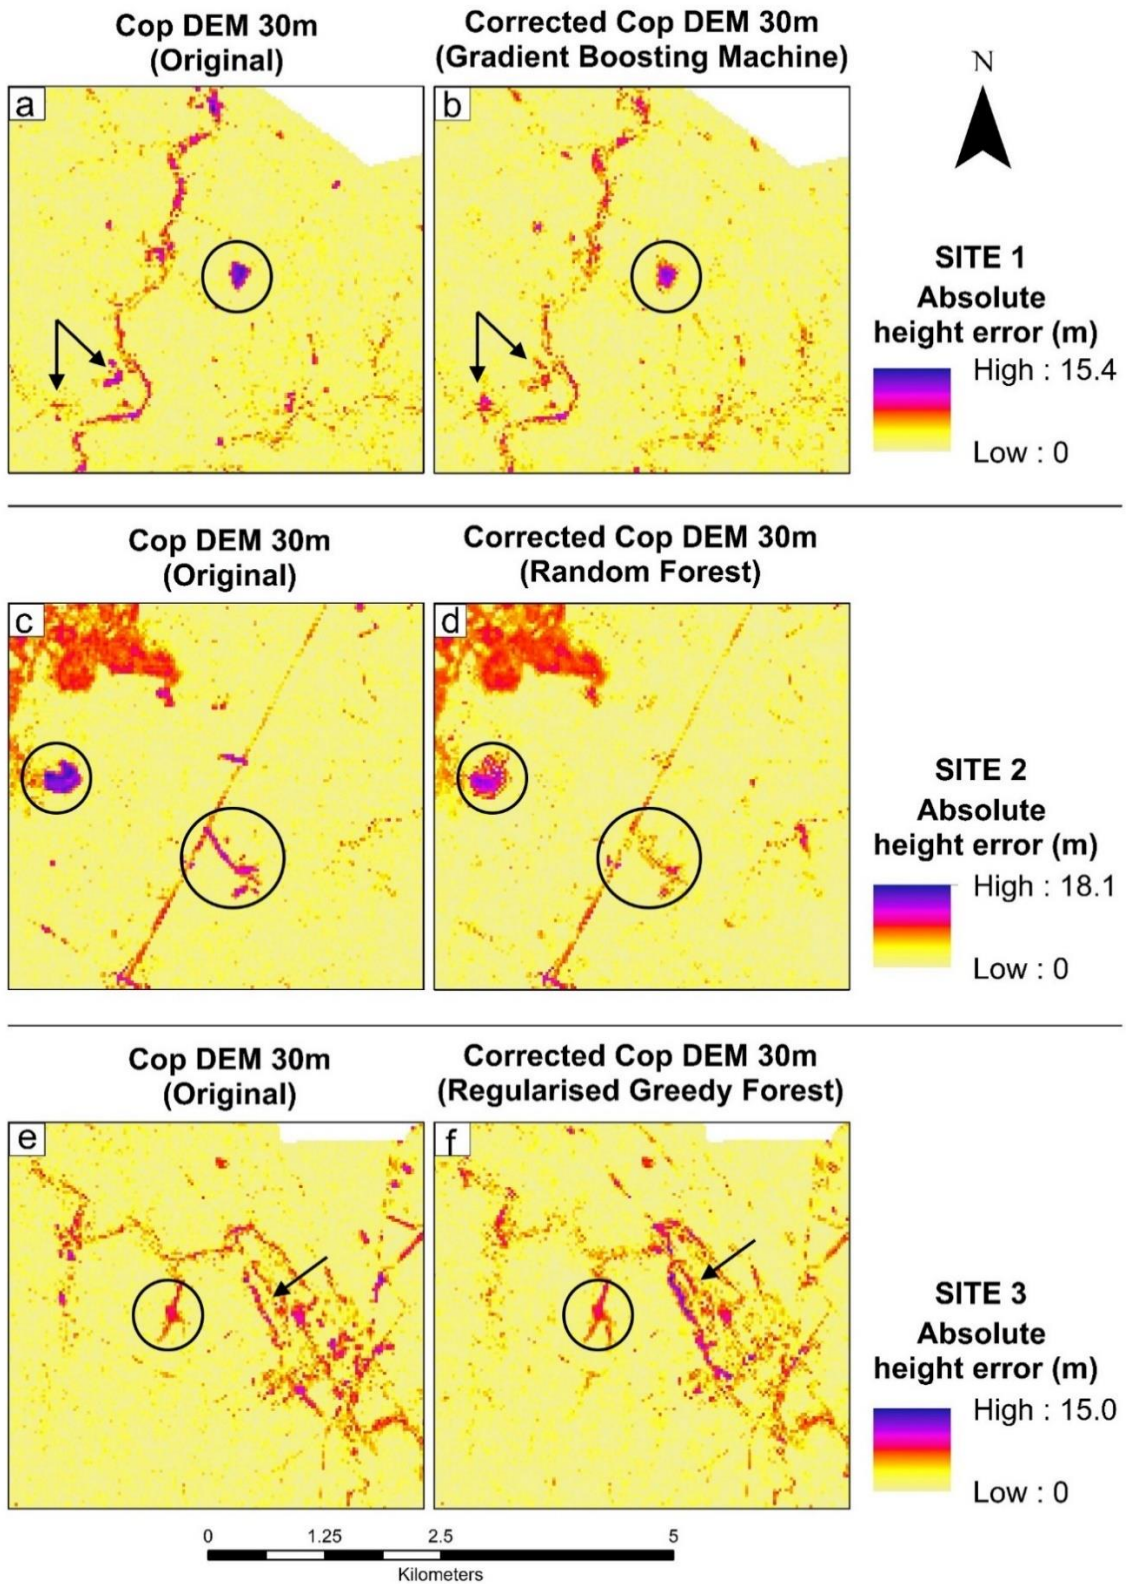 Cop DEM 30m
(Original)
Corrected Cop DEM 30m
(Gradient Boosting Machine)
N
a
b
SITE 1
Absolute
height error (m)
High : 15.4
Low : 0
Cop DEM 30m
(Original)
Corrected Cop DEM 30m
(Random Forest)
c
d
SITE 2
Absolute
height error (m)
High : 18.1
Low : 0
Cop DEM 30m
(Original)
Corrected Cop DEM 30m
(Regularised Greedy Forest)
e
f
SITE 3
Absolute
height error (m)
High : 15.0
Low : 0
0 1.25 2.5 5
Kilometers